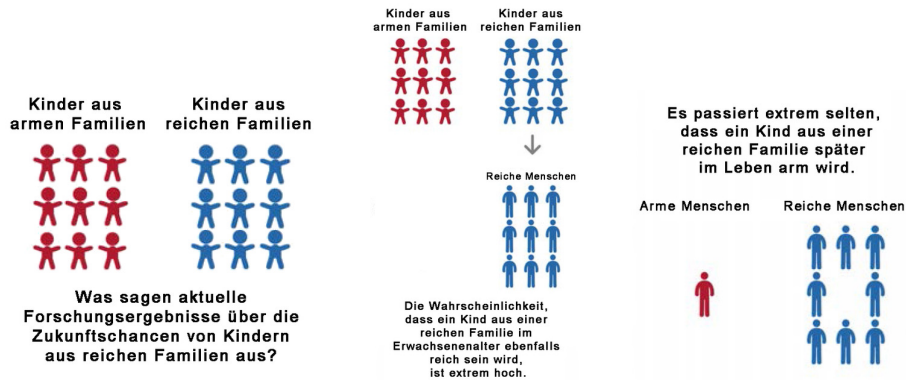 Kinder aus
armen Familien
Kinder aus
reichen Familien
Was sagen aktuelle
Forschungsergebnisse über die
Zukunftschancen von Kindern
aus reichen Familien aus?
Kinder aus
armen Familien
Kinder aus
reichen Familien
Reiche Menschen
Die Wahrscheinlichkeit,
dass ein Kind aus einer
reichen Familie im
Erwachsenenalter ebenfalls
reich sein wird,
ist extrem hoch.
Es passiert extrem selten,
dass ein Kind aus einer
reichen Familie später
im Leben arm wird.
Arme Menschen
Reiche Menschen